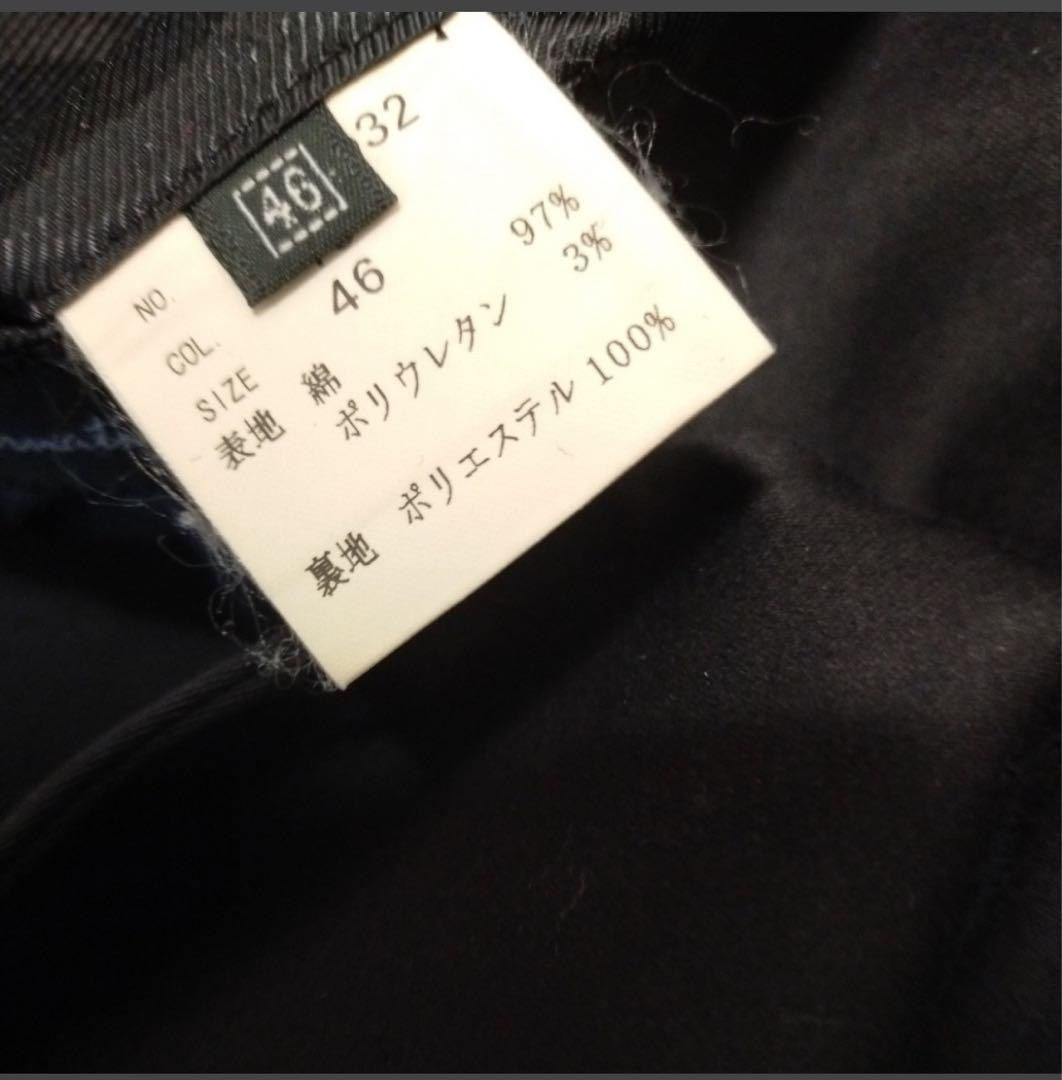 46
NO.
COL. 32
SIZE 46
表地 綿 97%
ポリウレタン 3%
裏地 ポリエステル 100%